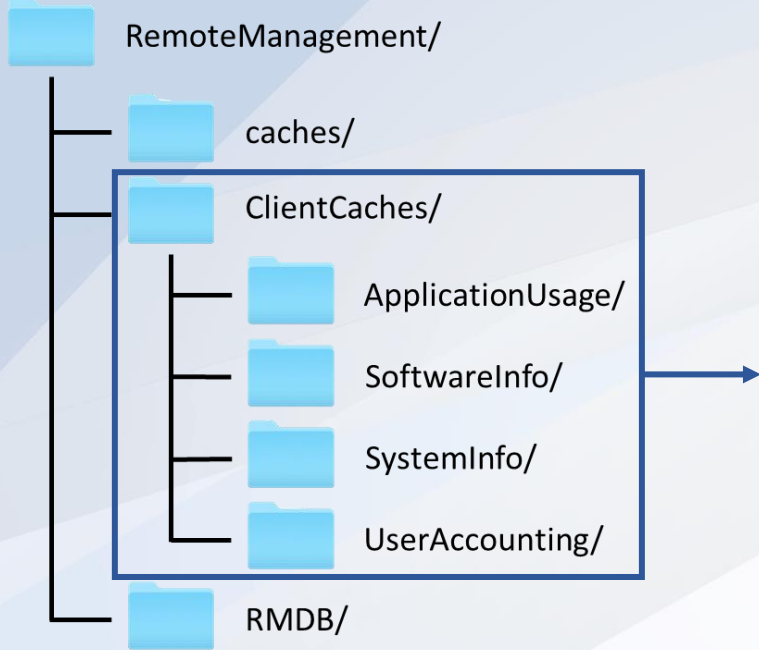 RemoteManagement/
caches/
ClientCaches/
ApplicationUsage/
SoftwareInfo/
SystemInfo/
UserAccounting/
RMDB/